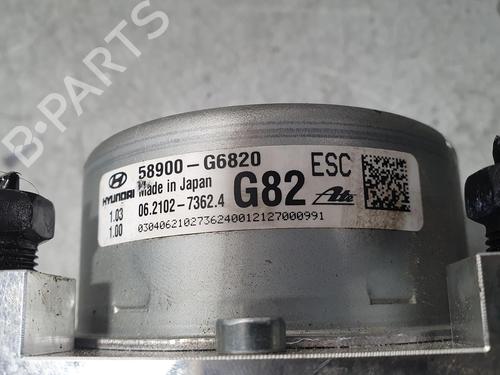 B-PARTS
58900-G6820
ESC
HYUNDAI
Made in Japan
G82
Ate
1.03
06.2102-7362.4
1.00
0304062102736240012127000991